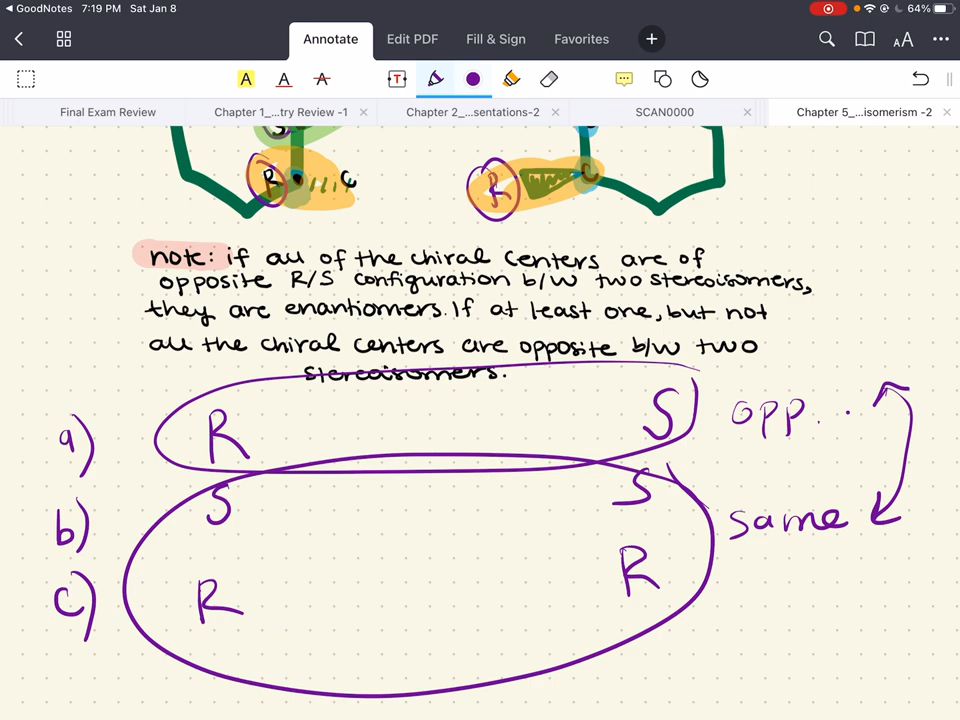 GoodNotes 7:19 PM Sat Jan 8 64%
Annotate Edit PDF Fill & Sign Favorites
A A A T AA
Final Exam Review Chapter 1_...try Review -1 Chapter 2_...sentations-2 SCAN0000 Chapter 5_...isomerism -2
S
R C R C
note: if all of the chiral centers are of
opposite R/S configuration b/w two stereoisomers,
they are enantiomers. If at least one, but not
all the chiral centers are opposite b/w two
stereoisomers.
a) R S opp...
b) S S same
c) R R